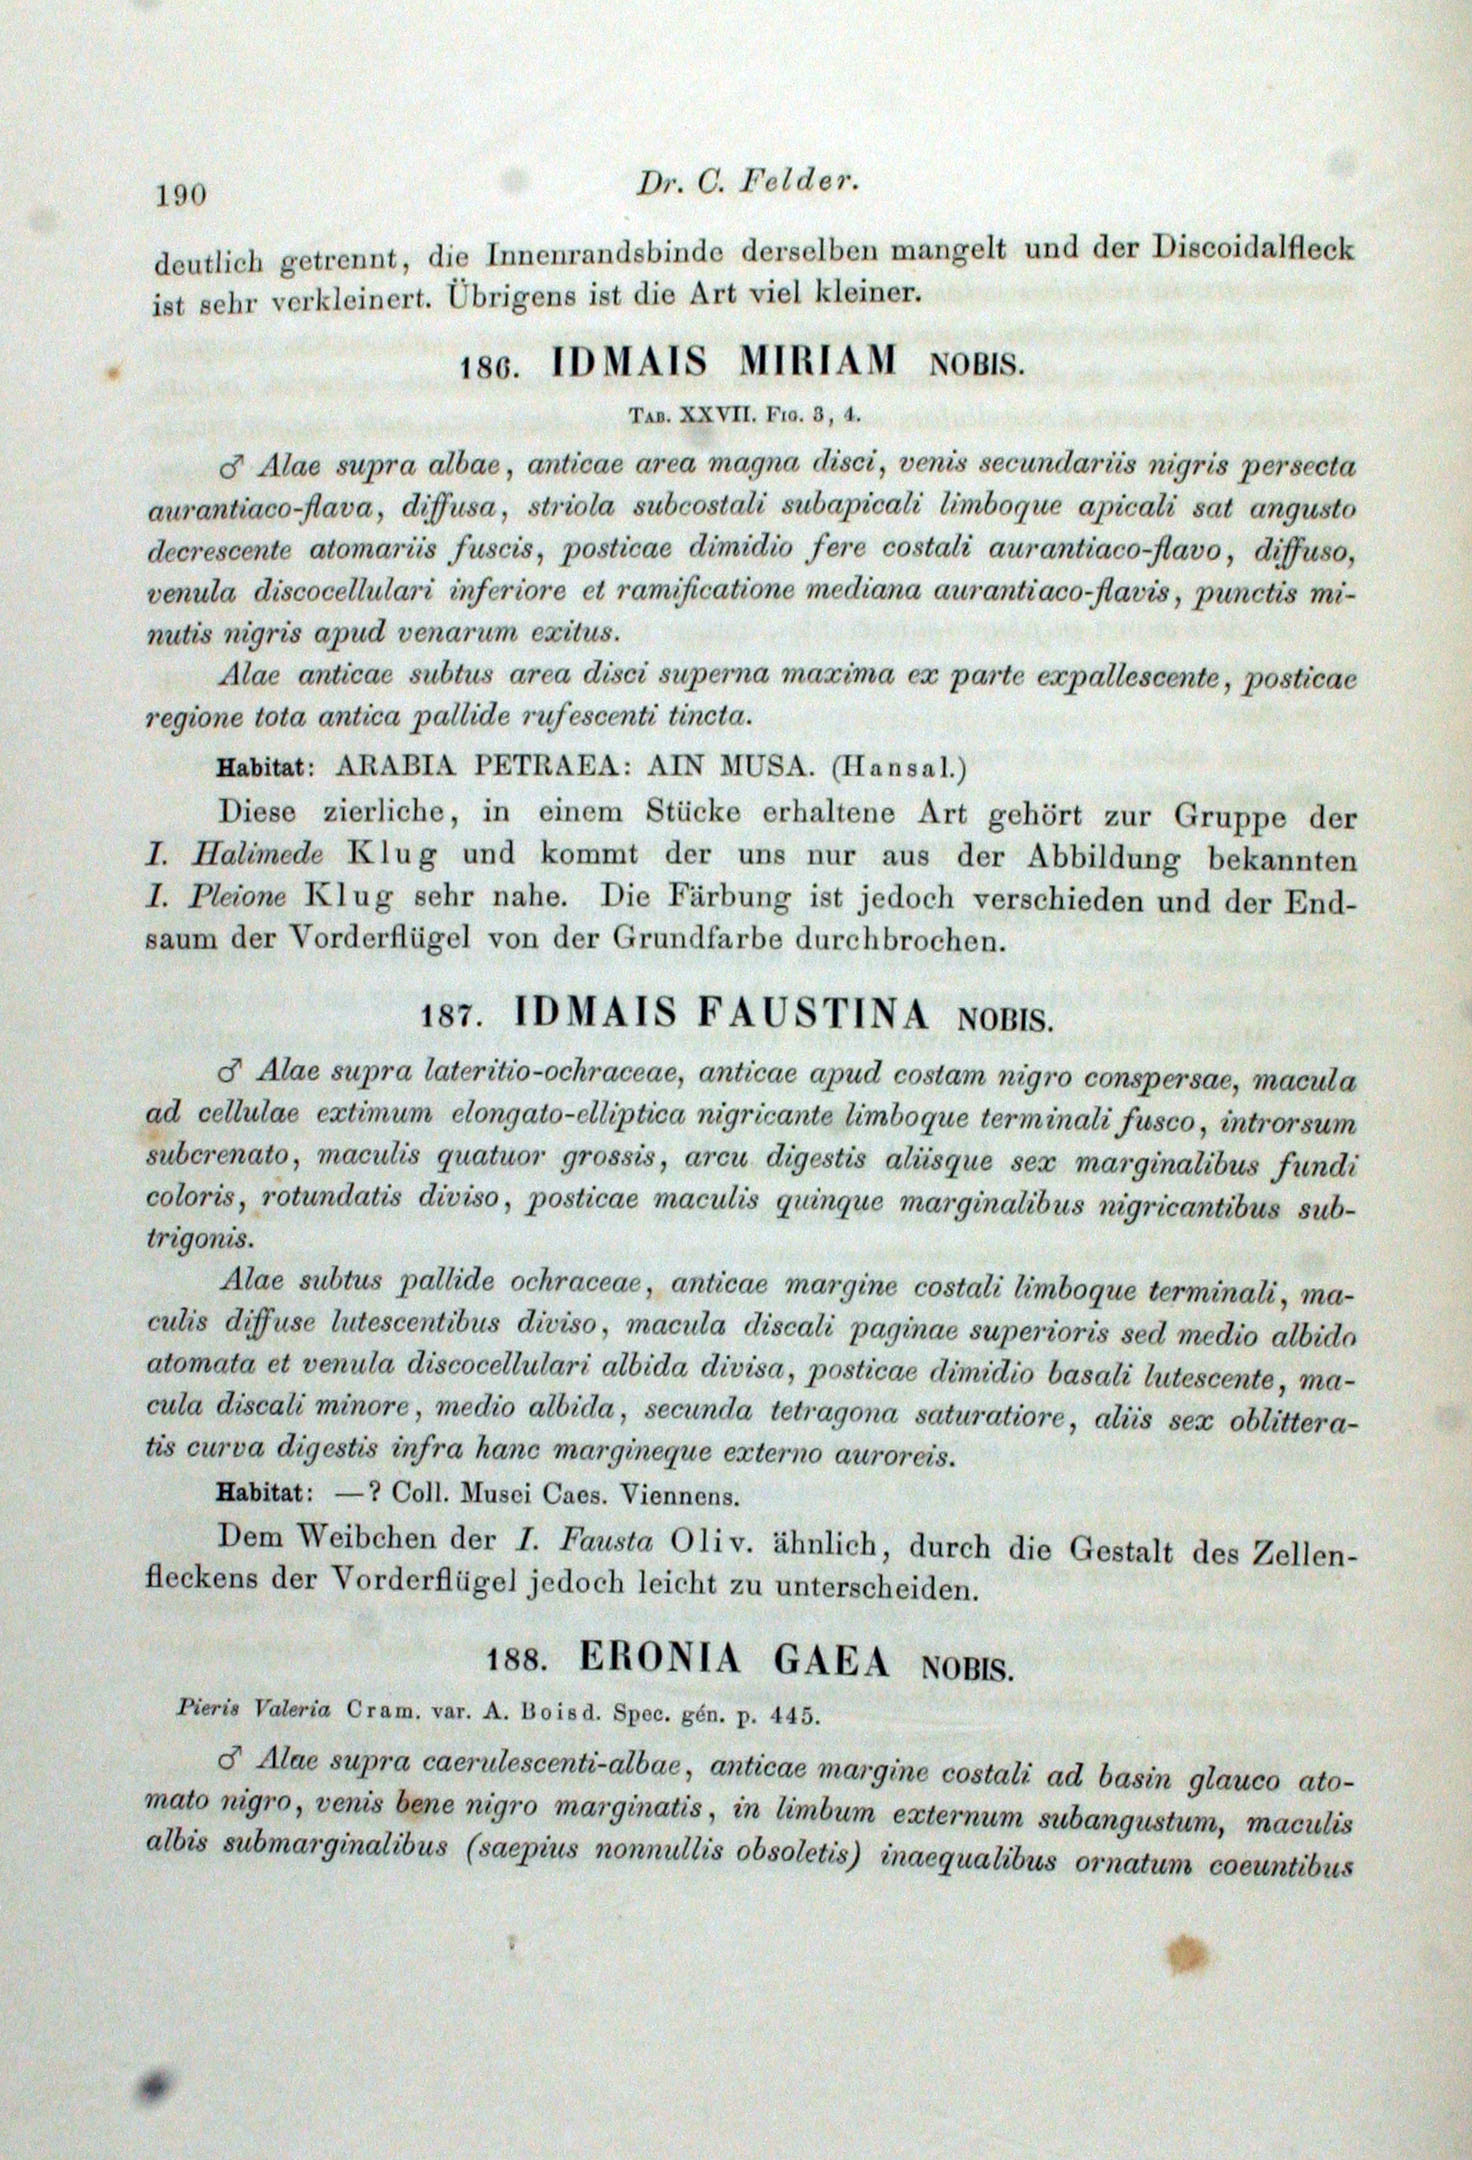 190
Dr. C. Felder.
deutlich getrennt, die Innenrandsbinde derselben mangelt und der Discoidalfleck
ist sehr verkleinert. Übrigens ist die Art viel kleiner.
186. IDMAIS MIRIAM NOBIS.
TAB. XXVII. FIG. 3, 4.
♂ Alae supra albae, anticae area magna disci, venis secundariis nigris persecta
aurantiaco-flava, diffusa, striola subcostali subapicali limboque apicali sat angusto
decrescente atomariis fuscis, posticae dimidio fere costali aurantiaco-flavo, diffuso,
venula discocellulari inferiore et ramificatione mediana aurantiaco-flavis, punctis mi-
nutis nigris apud venarum exitus.
Alae anticae subtus area disci superna maxima ex parte expallescente, posticae
regione tota antica pallide rufescenti tincta.
Habitat: ARABIA PETRAEA: AIN MUSA. (Hansal.)
Diese zierliche, in einem Stücke erhaltene Art gehört zur Gruppe der
I. Halimede Klug und kommt der uns nur aus der Abbildung bekannten
I. Pleione Klug sehr nahe. Die Färbung ist jedoch verschieden und der End-
saum der Vorderflügel von der Grundfarbe durchbrochen.
187. IDMAIS FAUSTINA NOBIS.
♂ Alae supra lateritio-ochraceae, anticae apud costam nigro conspersae, macula
ad cellulae extimum elongato-elliptica nigricante limboque terminali fusco, introrsum
subcrenato, maculis quatuor grossis, arcu digestis aliisque sex marginalibus fundi
coloris, rotundatis diviso, posticae maculis quinque marginalibus nigricantibus sub-
trigonis.
Alae subtus pallide ochraceae, anticae margine costali limboque terminali, ma-
culis diffuse lutescentibus diviso, macula discali paginae superioris sed medio albido
atomata et venula discocellulari albida divisa, posticae dimidio basali lutescente, ma-
cula discali minore, medio albida, secunda tetragona saturatiore, aliis sex oblittera-
tis curva digestis infra hanc margineque externo auroreis.
Habitat: —? Coll. Musei Caes. Viennens.
Dem Weibchen der I. Fausta Oliv. ähnlich, durch die Gestalt des Zellen-
fleckens der Vorderflügel jedoch leicht zu unterscheiden.
188. ERONIA GAEA NOBIS.
Pieris Valeria Cram. var. A. Boisd. Spec. gén. p. 445.
♂ Alae supra caerulescenti-albae, anticae margine costali ad basin glauco ato-
mato nigro, venis bene nigro marginatis, in limbum externum subangustum, maculis
albis submarginalibus (saepius nonnullis obsoletis) inaequalibus ornatum coeuntibus